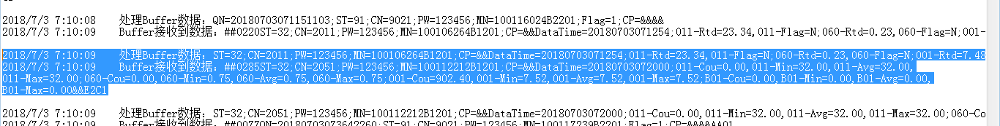 2018/7/3 7:10:08 处理Buffer数据：QN=20180703071151103;ST=91;CN=9021;PW=123456;MN=100116024B2201;Flag=1;CP=&&&&
2018/7/3 7:10:09 Buffer接收到数据：##0220ST=32;CN=2011;PW=123456;MN=100106264B1201;CP=&&DataTime=20180703071254;011-Rtd=23.34,011-Flag=N;060-Rtd=0.23,060-Flag=N;001-
2018/7/3 7:10:09 处理Buffer数据：ST=32;CN=2011;PW=123456;MN=100106264B1201;CP=&&DataTime=20180703071254;011-Rtd=23.34,011-Flag=N;060-Rtd=0.23,060-Flag=N;001-Rtd=7.48
2018/7/3 7:10:09 Buffer接收到数据：##0285ST=32;CN=2051;PW=123456;MN=100112212B1201;CP=&&DataTime=20180703072000;011-Cou=0.00,011-Min=32.00,011-Avg=32.00,
011-Max=32.00;060-Cou=0.00,060-Min=0.75,060-Avg=0.75,060-Max=0.75;001-Cou=902.40,001-Min=7.52,001-Avg=7.52,001-Max=7.52;B01-Cou=0.00,B01-Min=0.00,B01-Avg=0.00,
B01-Max=0.00&&E2C1
2018/7/3 7:10:09 处理Buffer数据：ST=32;CN=2051;PW=123456;MN=100112212B1201;CP=&&DataTime=20180703072000;011-Cou=0.00,011-Min=32.00,011-Avg=32.00,011-Max=32.00;060-Co
2018/7/3 7:10:09 Buffer接收到数据：##0077QN=20180703073642260;ST=91;CN=9021;PW=123456;MN=100117239B2201;Flag=1;CP=&&&&AA01